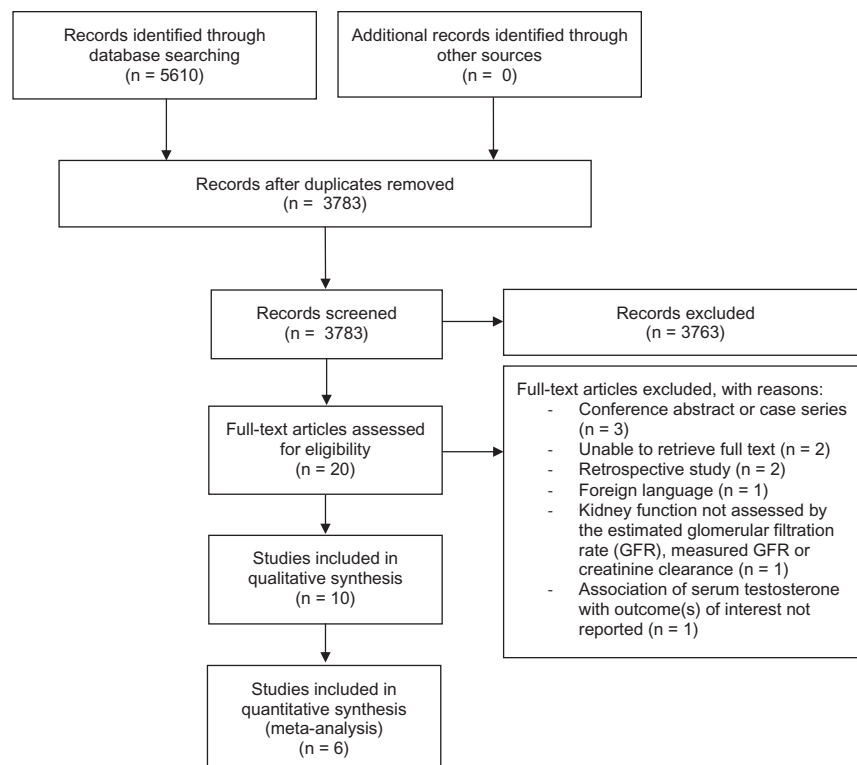 Records identified through
database searching
(n = 5610)
Additional records identified through
other sources
(n = 0)
Records after duplicates removed
(n = 3783)
Records screened
(n = 3783)
Records excluded
(n = 3763)
Full-text articles assessed
for eligibility
(n = 20)
Full-text articles excluded, with reasons:
- Conference abstract or case series
(n = 3)
- Unable to retrieve full text (n = 2)
- Retrospective study (n = 2)
- Foreign language (n = 1)
- Kidney function not assessed by
the estimated glomerular filtration
rate (GFR), measured GFR or
creatinine clearance (n = 1)
- Association of serum testosterone
with outcome(s) of interest not
reported (n = 1)
Studies included in
qualitative synthesis
(n = 10)
Studies included in
quantitative synthesis
(meta-analysis)
(n = 6)